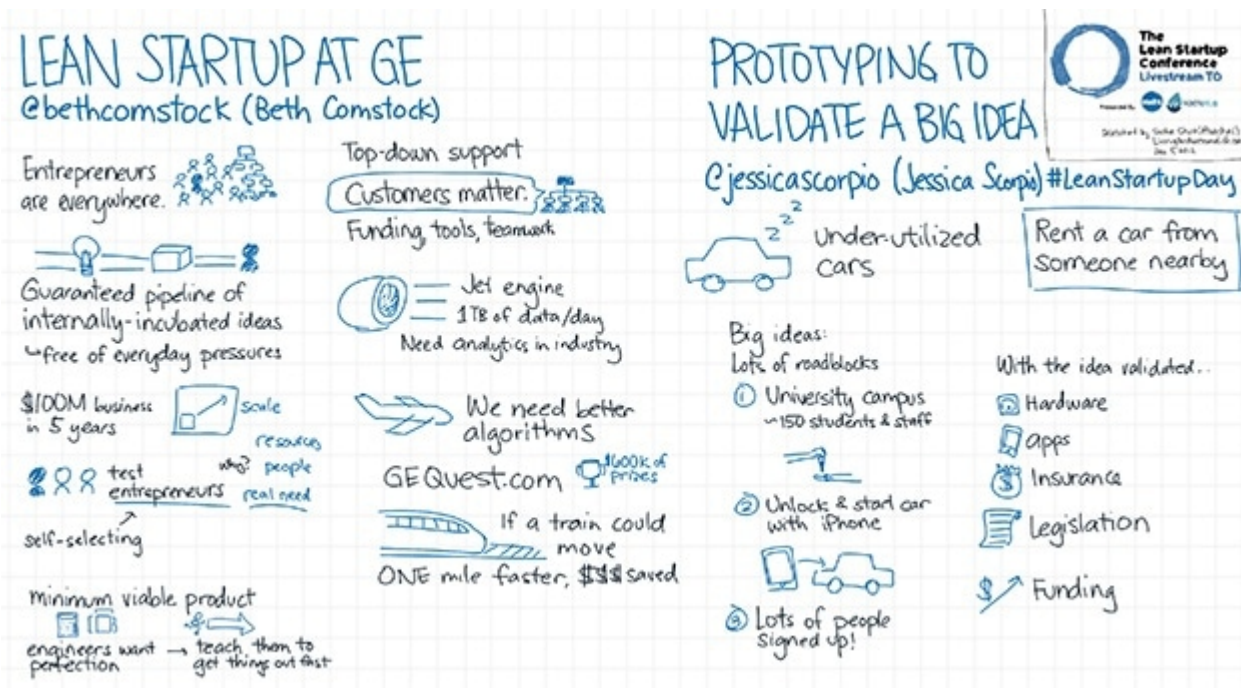 LEAN STARTUP AT GE
@bethcomstock (Beth Comstock)
Entrepreneurs
are everywhere.
Guaranteed pipeline of
internally-incubated ideas
free of everyday pressures
$100M business
in 5 years
scale
resources
who? people
real need
test
entrepreneurs
self-selecting
minimum viable product
engineers want → teach them to
perfection
get things out fast
Top-down support
Customers matter.
Funding, tools, teamwork
Jet engine
1TB of data/day
Need analytics in industry
We need better
algorithms
GEQuest.com
$600k of
prizes
If a train could
move
ONE mile faster, $$$ saved
PROTOTYPING TO
VALIDATE A BIG IDEA
@jessicascorpio (Jessica Scorpio) #LeanStartupDay
The
Lean Startup
Conference
Livestream TO
zzz
Under-utilized
cars
Rent a car from
someone nearby
Big ideas:
Lots of roadblocks
① University campus
~150 students & staff
② Unlock & start car
with iPhone
③ Lots of people
signed up!
With the idea validated...
Hardware
apps
$ Insurance
Legislation
$ Funding